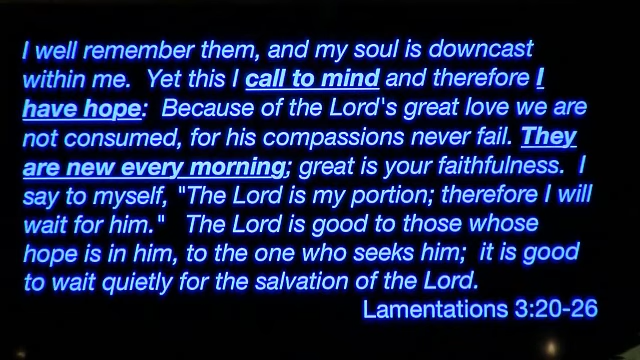 I well remember them, and my soul is downcast
within me. Yet this I call to mind and therefore I
have hope: Because of the Lord's great love we are
not consumed, for his compassions never fail. They
are new every morning; great is your faithfulness. I
say to myself, "The Lord is my portion; therefore I will
wait for him." The Lord is good to those whose
hope is in him, to the one who seeks him; it is good
to wait quietly for the salvation of the Lord.
Lamentations 3:20-26